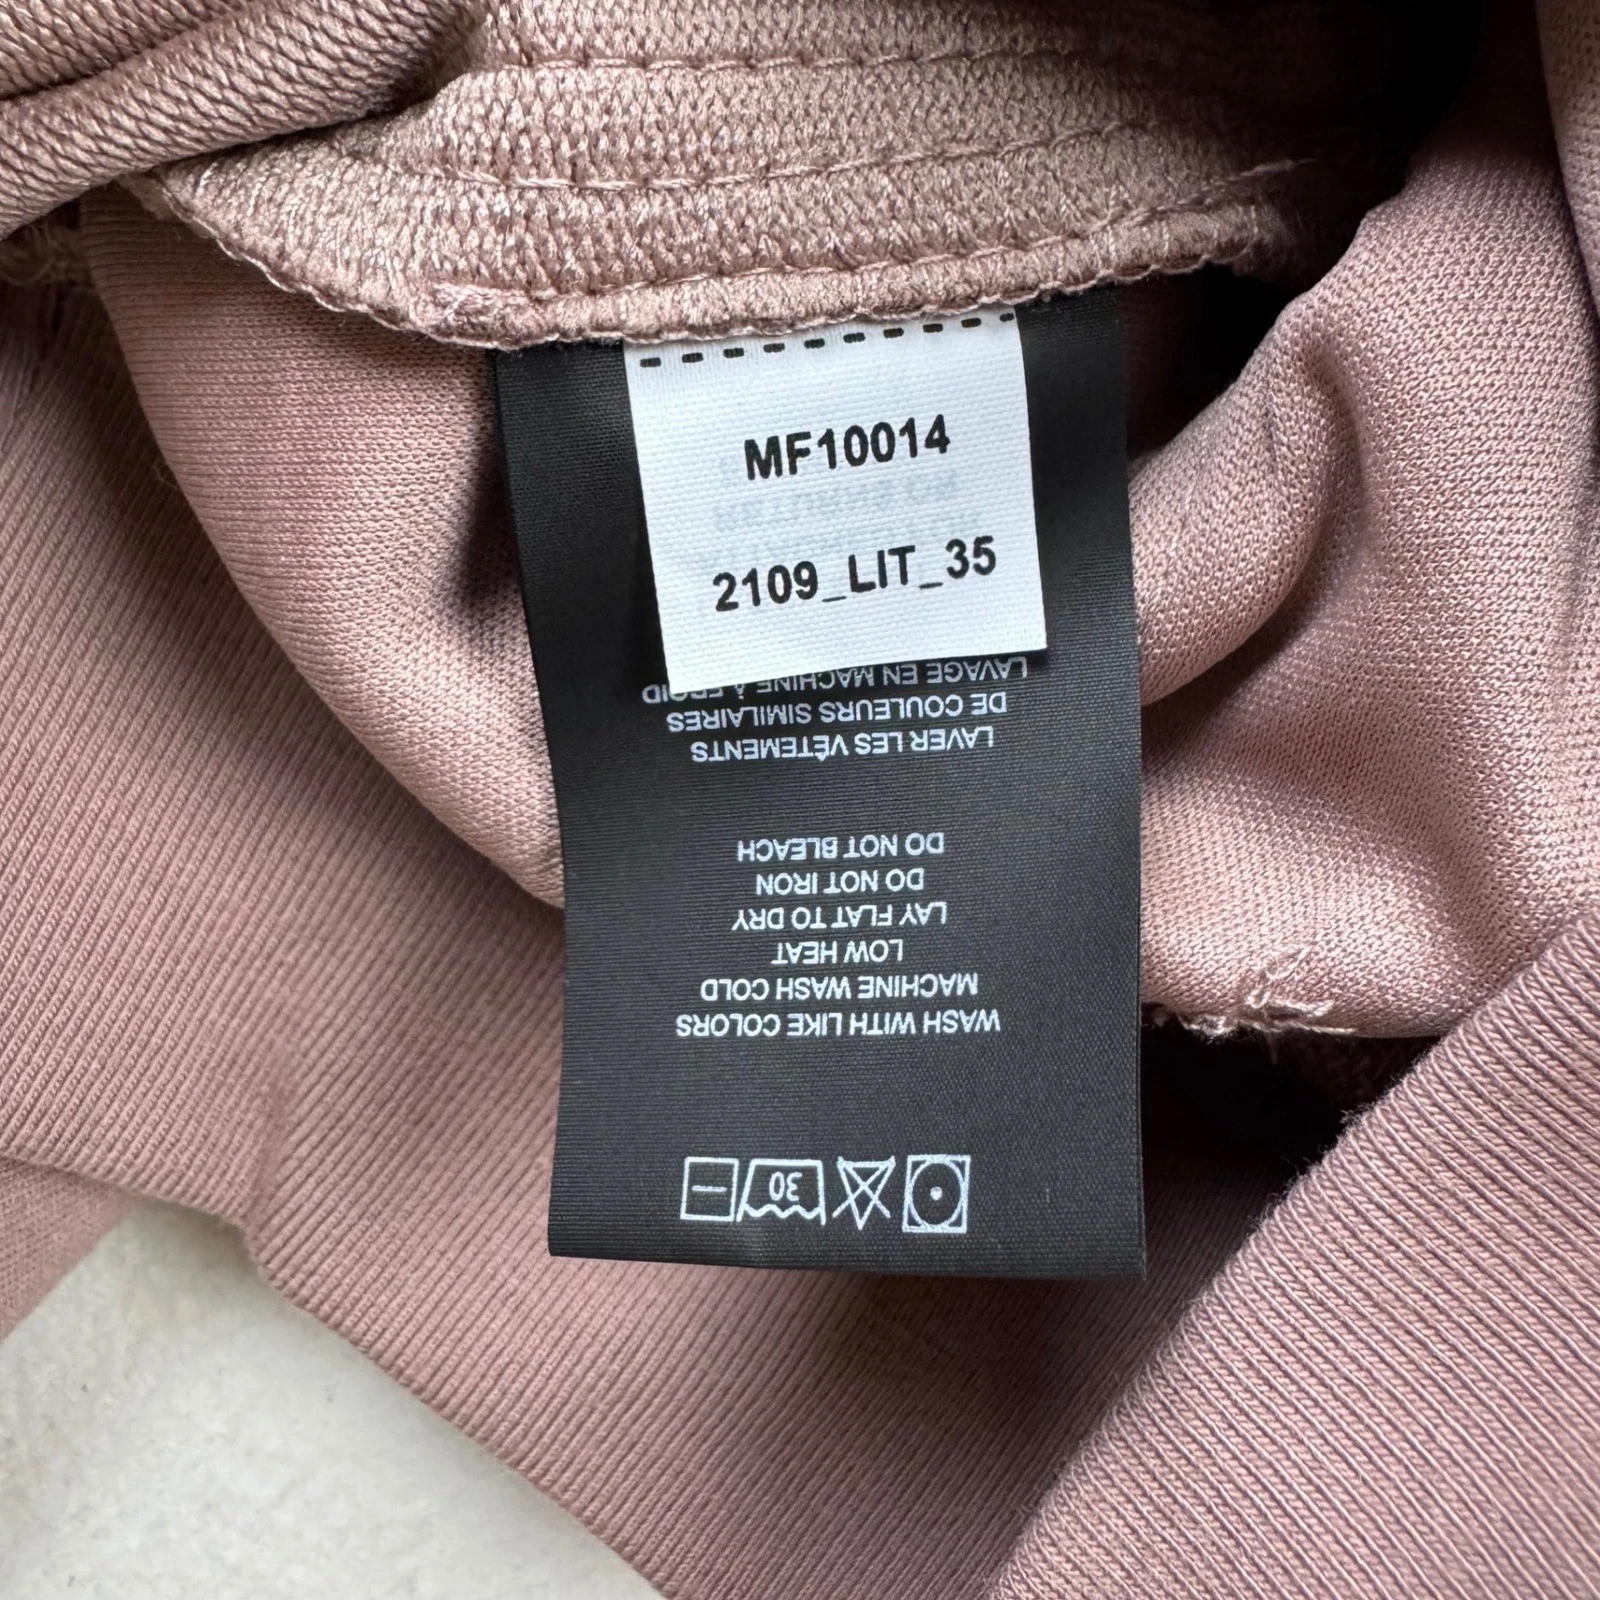 MF10014
2109_LIT_35
WASH WITH LIKE COLORS
MACHINE WASH COLD
LOW HEAT
LAY FLAT TO DRY
DO NOT IRON
DO NOT BLEACH
LAVER LES VÊTEMENTS
DE COULEURS SIMILAIRES
LAVAGE EN MACHINE À FROID
30